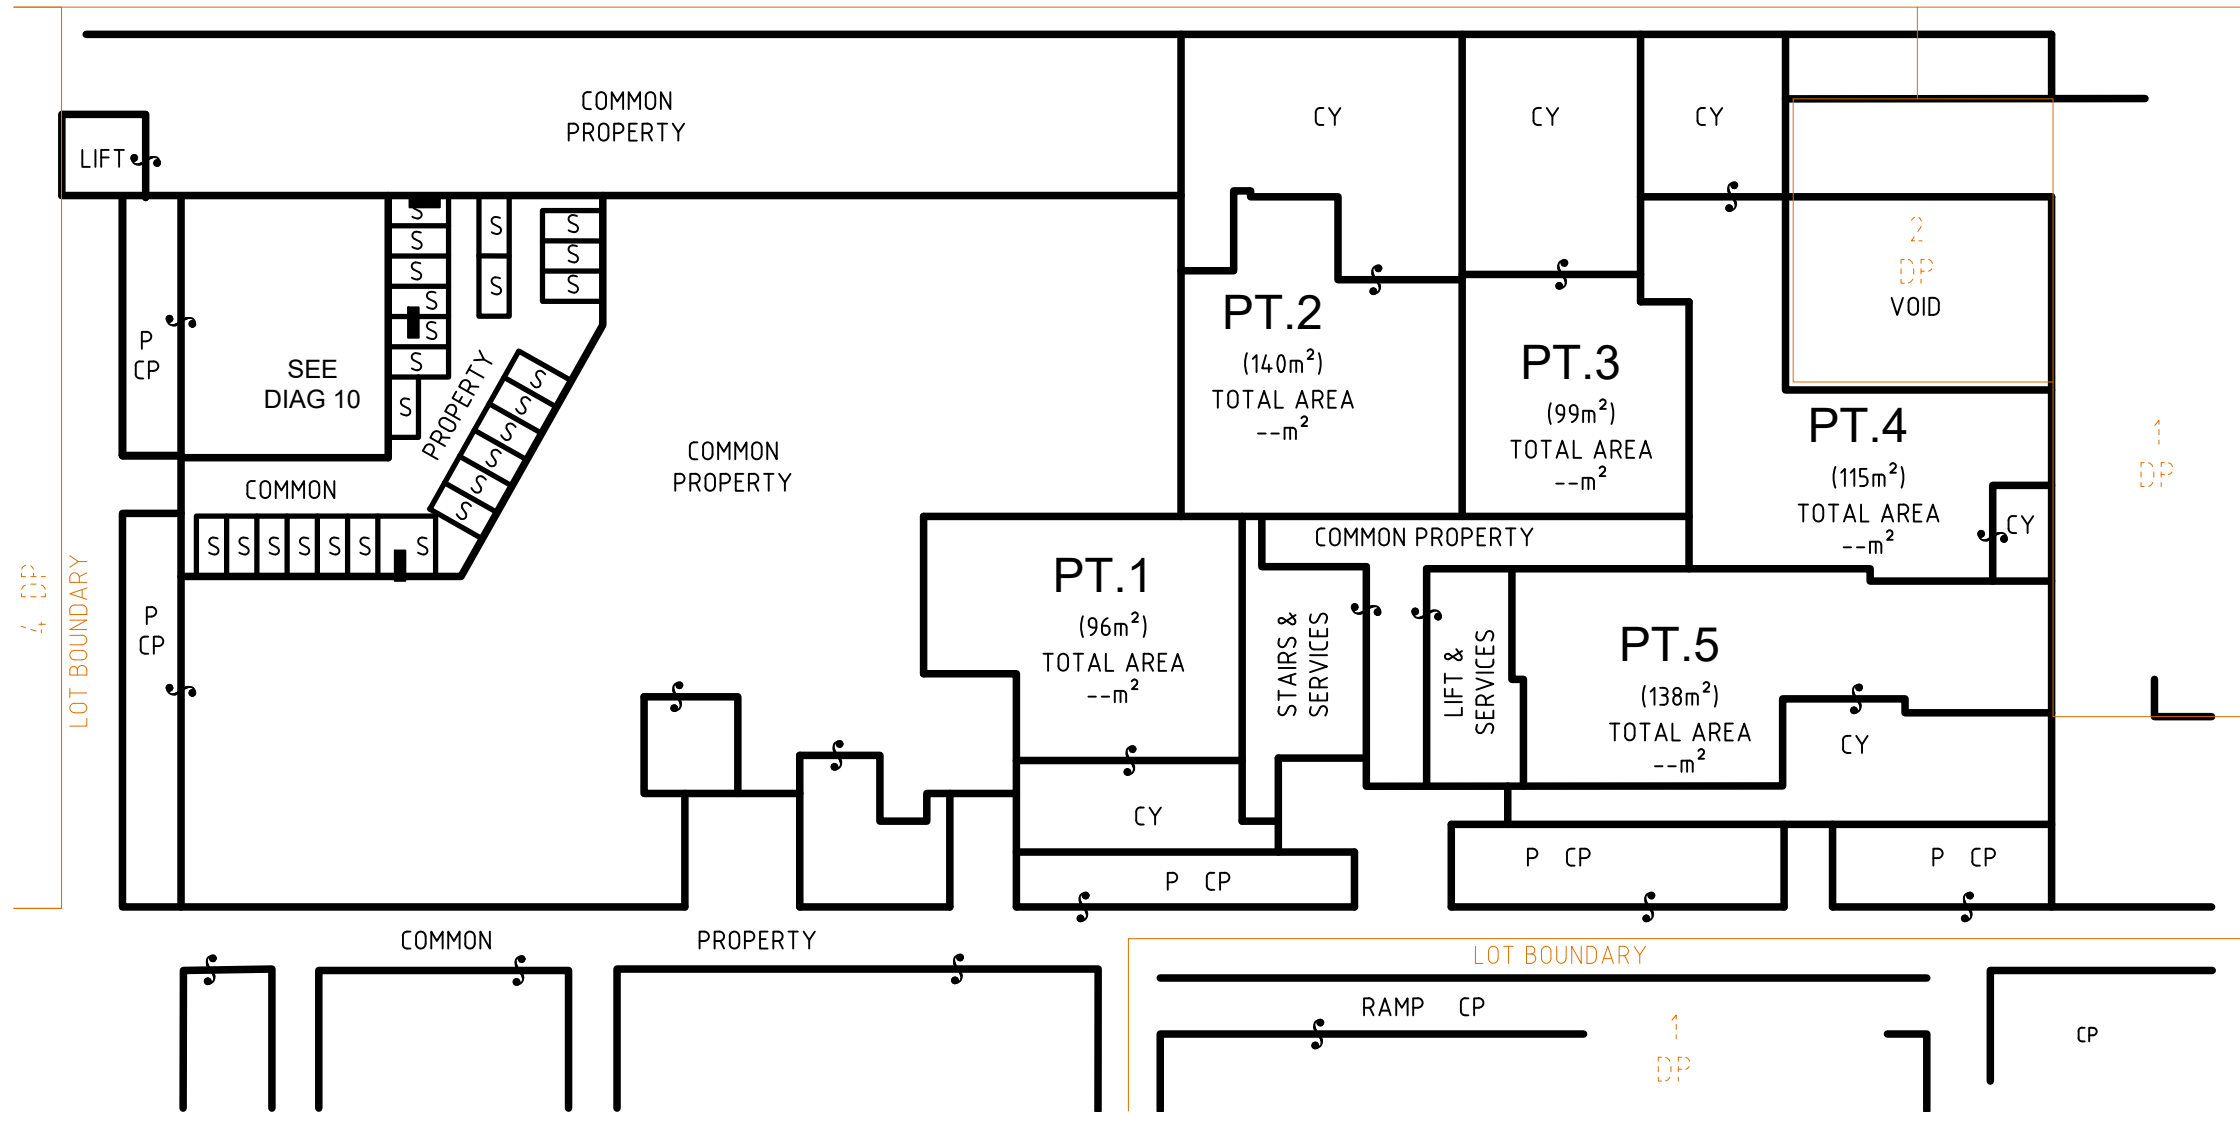 COMMON
PROPERTY
CY
CY
CY
LIFT
S
S
S
S
S
S
S
S
S
S
S
S
P
CP
SEE
DIAG 10
PROPERTY
COMMON
S
S
S
S
S
S
COMMON
PROPERTY
S
S
S
S
S
S
S
P
CP
4 DP
LOT BOUNDARY
PT.2
(140m²)
TOTAL AREA
--m²
PT.3
(99m²)
TOTAL AREA
--m²
2
DP
VOID
PT.4
(115m²)
TOTAL AREA
--m²
CY
1
DP
COMMON PROPERTY
PT.1
(96m²)
TOTAL AREA
--m²
STAIRS &
SERVICES
LIFT &
SERVICES
PT.5
(138m²)
TOTAL AREA
--m²
CY
CY
P CP
P CP
P CP
COMMON PROPERTY
LOT BOUNDARY
RAMP CP
1
DP
CP